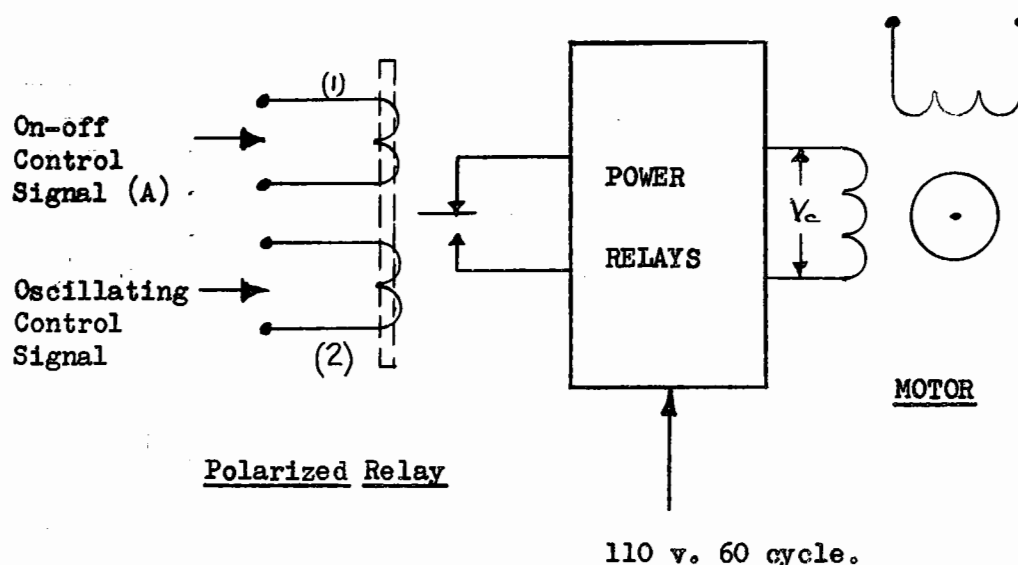 On-off
Control
Signal (A)
(1)
Oscillating
Control
Signal
(2)
Polarized Relay
POWER
RELAYS
Vc
MOTOR
110 v. 60 cycle.